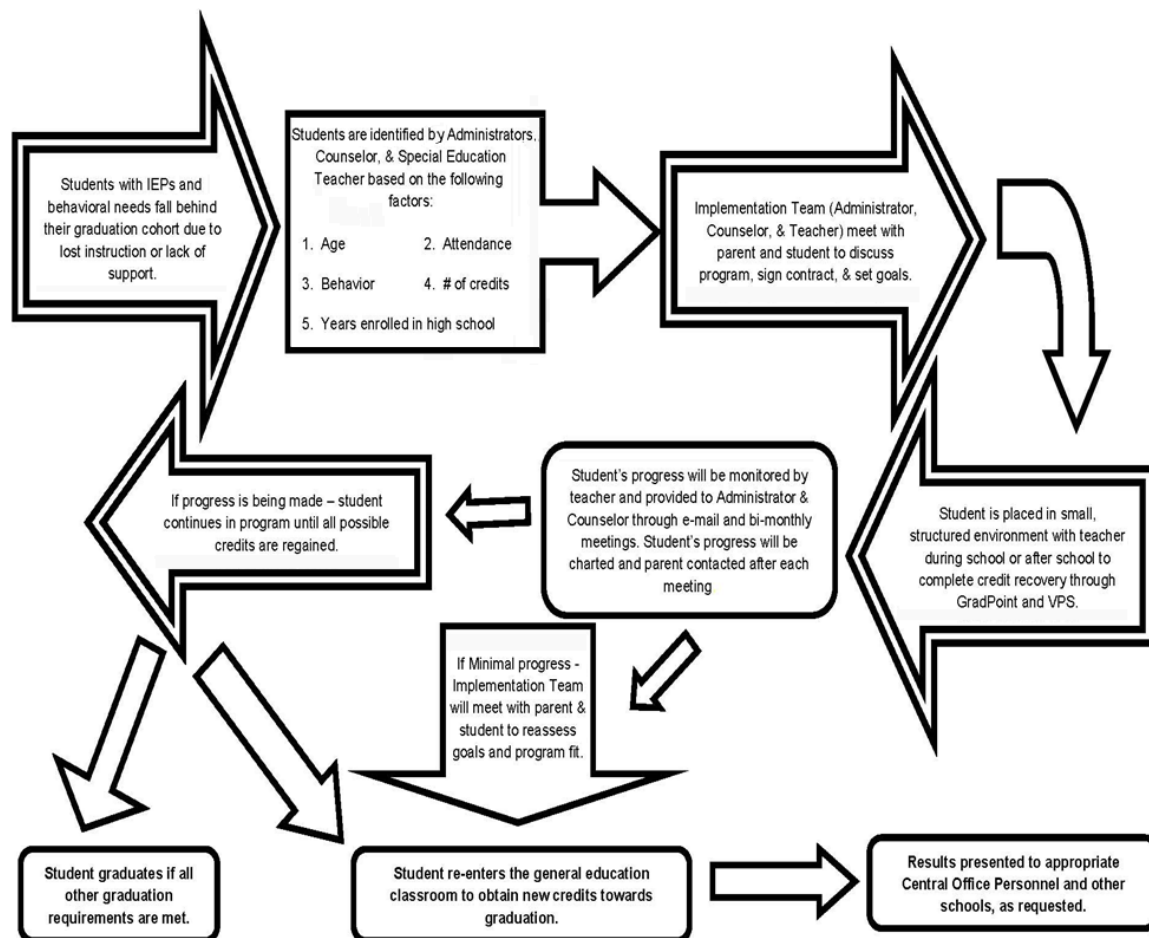 Students with IEPs and
behavioral needs fall behind
their graduation cohort due to
lost instruction or lack of
support.
Students are identified by Administrators,
Counselor, & Special Education
Teacher based on the following
factors:
1. Age 2. Attendance
3. Behavior 4. # of credits
5. Years enrolled in high school
Implementation Team (Administrator,
Counselor, & Teacher) meet with
parent and student to discuss
program, sign contract, & set goals.
Student is placed in small,
structured environment with teacher
during school or after school to
complete credit recovery through
GradPoint and VPS.
Student's progress will be monitored by
teacher and provided to Administrator &
Counselor through e-mail and bi-monthly
meetings. Student's progress will be
charted and parent contacted after each
meeting
If progress is being made – student
continues in program until all possible
credits are regained.
If Minimal progress -
Implementation Team
will meet with parent &
student to reassess
goals and program fit.
Student graduates if all
other graduation
requirements are met.
Student re-enters the general education
classroom to obtain new credits towards
graduation.
Results presented to appropriate
Central Office Personnel and other
schools, as requested.